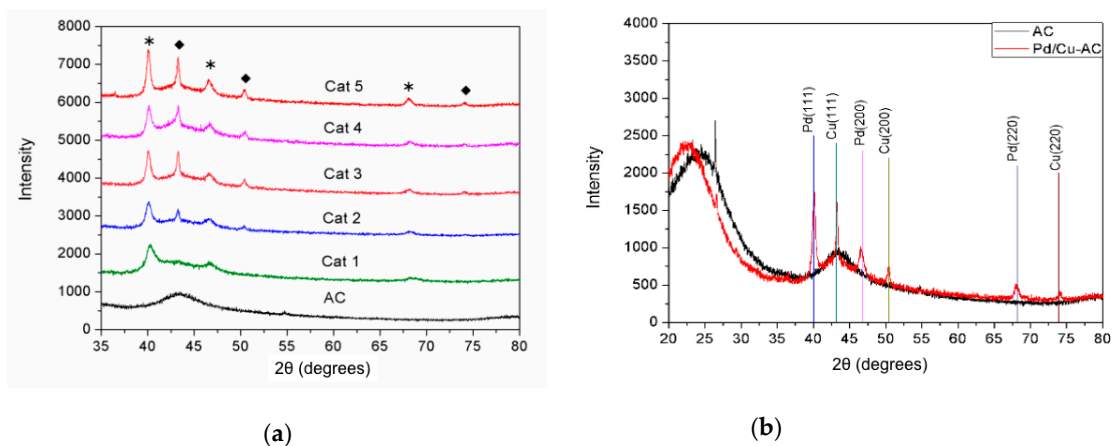 8000
7000
6000
5000
4000
3000
2000
1000
0
Intensity
* ◆ * ◆ * ◆
Cat 5
Cat 4
Cat 3
Cat 2
Cat 1
AC
35 40 45 50 55 60 65 70 75 80
2θ (degrees)
(a)
4000
3500
3000
2500
2000
1500
1000
500
0
Intensity
AC
Pd/Cu-AC
Pd(111)
Cu(111)
Pd(200)
Cu(200)
Pd(220)
Cu(220)
20 25 30 35 40 45 50 55 60 65 70 75 80
2θ (degrees)
(b)